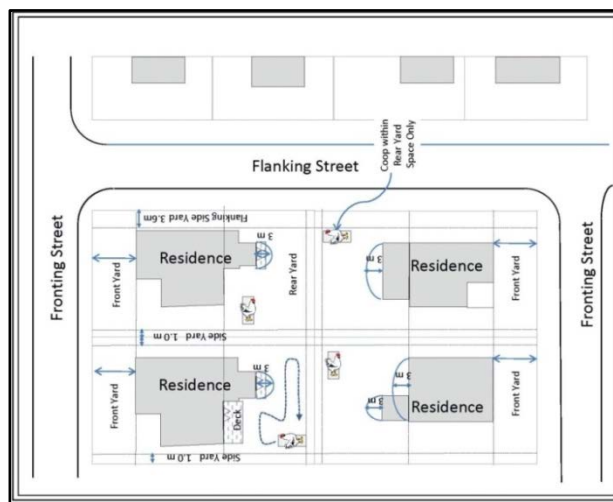 Coop within
Rear Yard
Space Only
Flanking Street
Fronting Street
Fronting Street
Flanking Side Yard 3.6m
Front Yard
Residence
3 m
Rear Yard
3 m
Residence
Front Yard
Side Yard 1.0 m
Front Yard
Residence
3 m
Deck
3 m
3 m
Residence
Front Yard
Side Yard 1.0 m